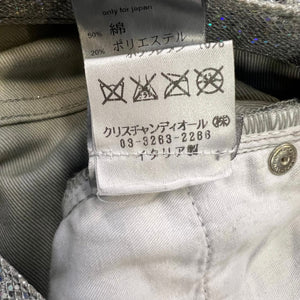 only for japan
50% 綿
20% ポリエステル
10%
クリスチャンディオール ㈱
03-3263-2266
イタリア製